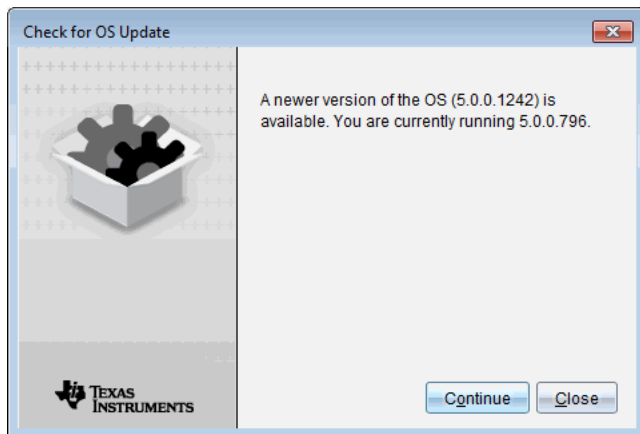 Check for OS Update
A newer version of the OS (5.0.0.1242) is
available. You are currently running 5.0.0.796.
TEXAS
INSTRUMENTS
Continue
Close